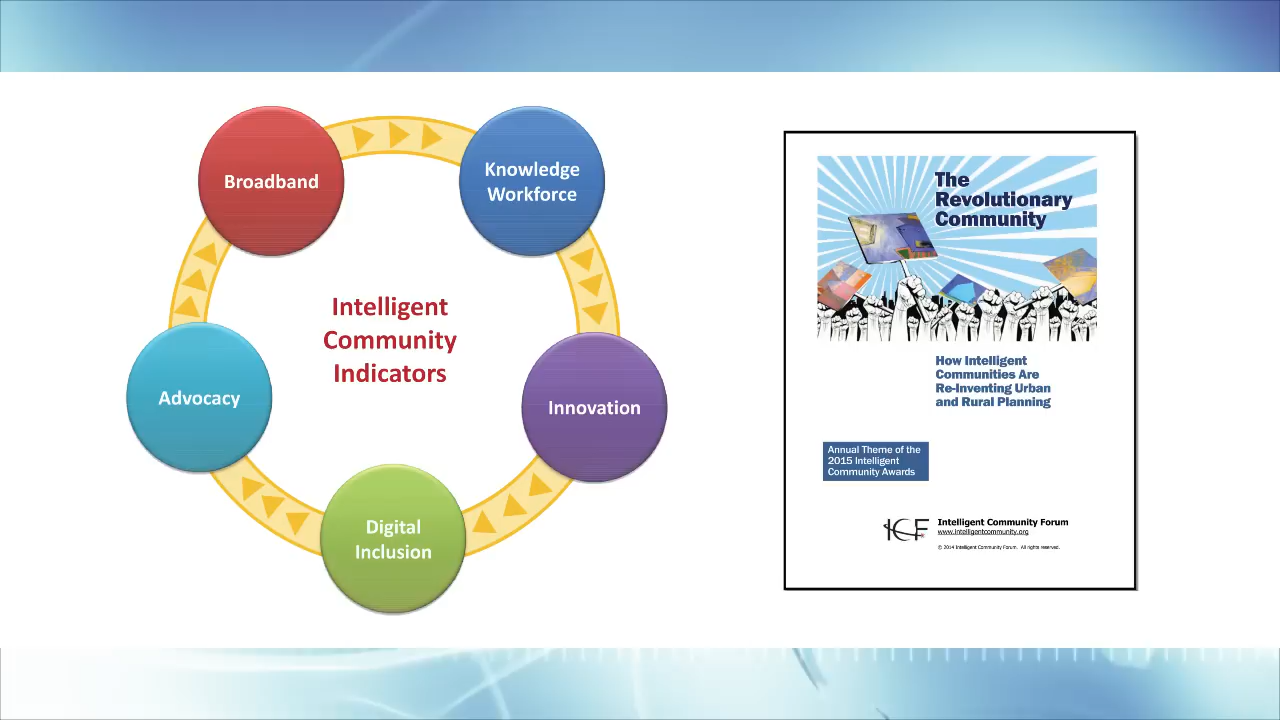 Broadband
Knowledge
Workforce
Intelligent
Community
Indicators
Advocacy
Innovation
Digital
Inclusion
The
Revolutionary
Community
How Intelligent
Communities Are
Re-Inventing Urban
and Rural Planning
Annual Theme of the
2015 Intelligent
Community Awards
ICF
Intelligent Community Forum
www.intelligentcommunity.org
© 2014 Intelligent Community Forum. All rights reserved.